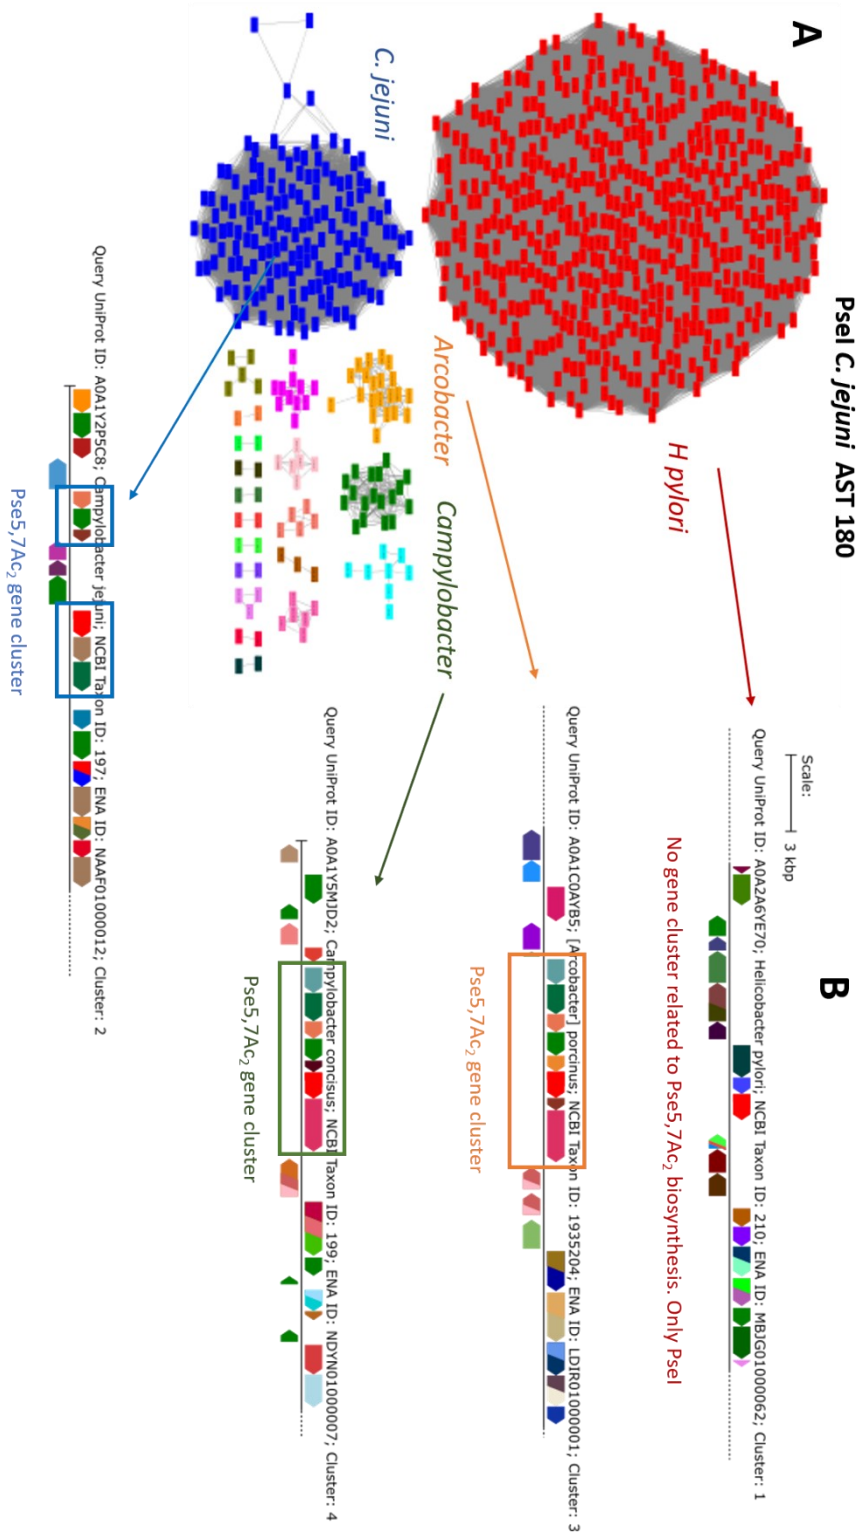 A
PseI C. jejuni AST 180
B
H pylori
C. jejuni
Arcobacter
Campylobacter
Scale:
3 kbp
Query UniProt ID: A0A2A6YE70; Helicobacter pylori; NCBI Taxon ID: 210; ENA ID: MBJG01000062; Cluster: 1
No gene cluster related to Pse5,7Ac₂ biosynthesis. Only PseI
Query UniProt ID: A0A1C0AYB5; [Arcobacter] porcinus; NCBI Taxon ID: 1935204; ENA ID: LDIR01000001; Cluster: 3
Pse5,7Ac₂ gene cluster
Query UniProt ID: A0A1Y5MJD2; Campylobacter concisus; NCBI Taxon ID: 199; ENA ID: NDYN01000007; Cluster: 4
Pse5,7Ac₂ gene cluster
Query UniProt ID: A0A1Y2P5C8; Campylobacter jejuni; NCBI Taxon ID: 197; ENA ID: NAAF01000012; Cluster: 2
Pse5,7Ac₂ gene cluster